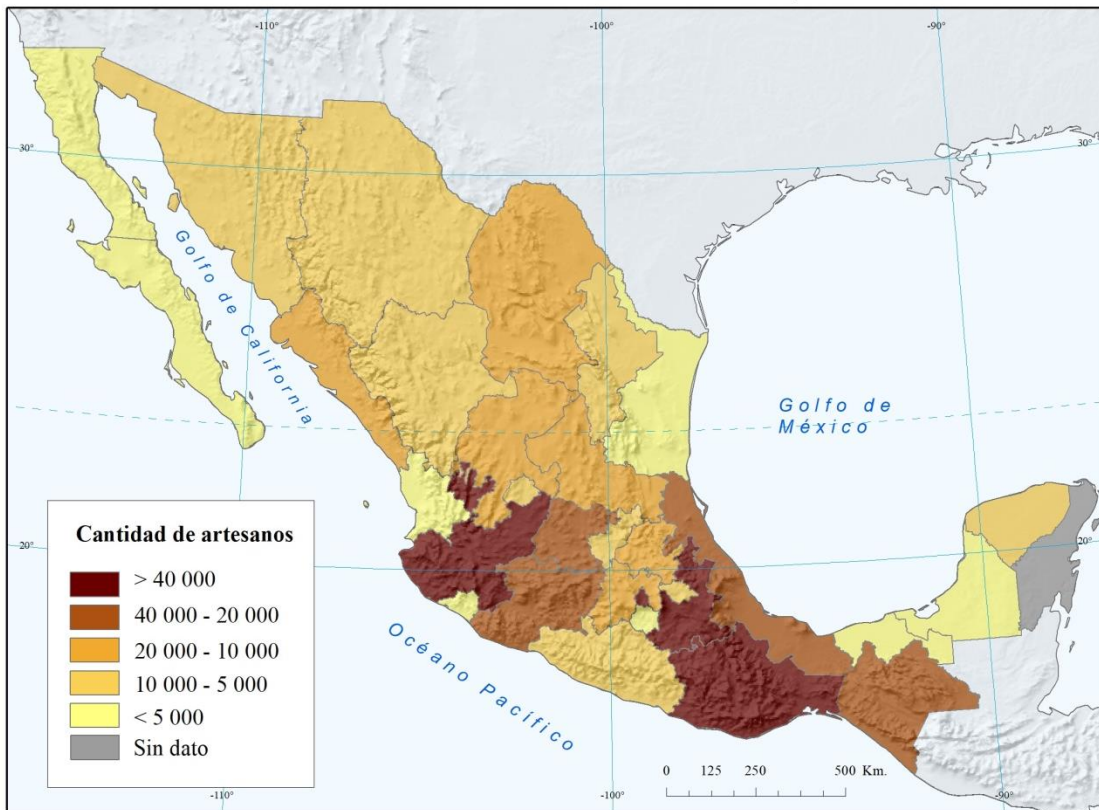 -110°
-100°
-90°
30°
30°
Golfo de California
Golfo de
México
20°
20°
Océano Pacífico
Cantidad de artesanos
> 40 000
40 000 - 20 000
20 000 - 10 000
10 000 - 5 000
< 5 000
Sin dato
0 125 250 500 Km.
-110°
-100°
-90°